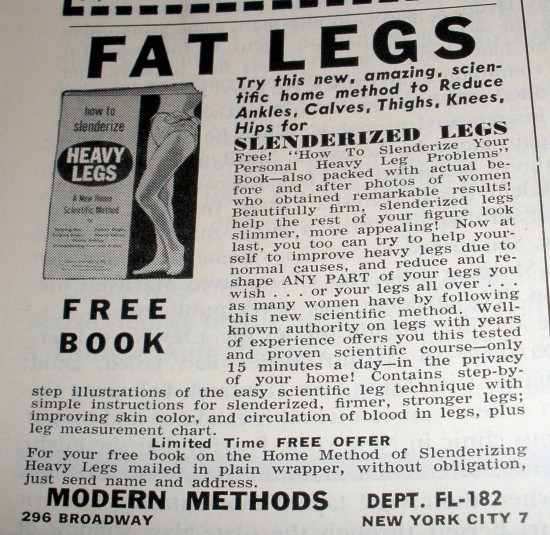 FAT LEGS
how to
slenderize
HEAVY
LEGS
A New Home
Scientific Method
FREE
BOOK
Try this new, amazing, scien-
tific home method to Reduce
Ankles, Calves, Thighs, Knees,
Hips for
SLENDERIZED LEGS
Free! "How To Slenderize Your
Personal Heavy Leg Problems",
Book—also packed with actual be-
fore and after photos of women
who obtained remarkable results!
Beautifully firm, slenderized legs
help the rest of your figure look
slimmer, more appealing! Now at
last, you too can try to help your-
self to improve heavy legs due to
normal causes, and reduce and re-
shape ANY PART of your legs you
wish . . . or your legs all over . . .
as many women have by following
this new scientific method. Well-
known authority on legs with years
of experience offers you this tested
and proven scientific course—only
15 minutes a day—in the privacy
of your home! Contains step-by-
step illustrations of the easy scientific leg technique with
simple instructions for slenderized, firmer, stronger legs;
improving skin color, and circulation of blood in legs, plus
leg measurement chart.
Limited Time FREE OFFER
For your free book on the Home Method of Slenderizing
Heavy Legs mailed in plain wrapper, without obligation,
just send name and address.
MODERN METHODS DEPT. FL-182
296 BROADWAY NEW YORK CITY 7